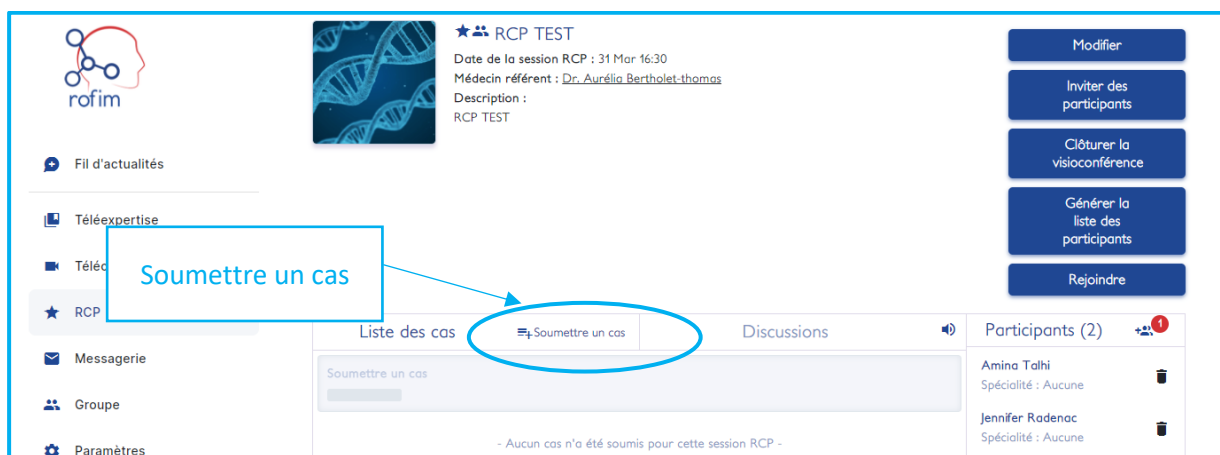 rofim
Fil d'actualités
Téléexpertise
Téléc
RCP
Messagerie
Groupe
Paramètres
RCP TEST
Date de la session RCP : 31 Mar 16:30
Médecin référent : Dr. Aurélia Bertholet-thomas
Description :
RCP TEST
Modifier
Inviter des
participants
Clôturer la
visioconférence
Générer la
liste des
participants
Rejoindre
Soumettre un cas
Liste des cas
Soumettre un cas
Discussions
Soumettre un cas
- Aucun cas n'a été soumis pour cette session RCP -
Participants (2)
1
Amina Talhi
Spécialité : Aucune
Jennifer Radenac
Spécialité : Aucune